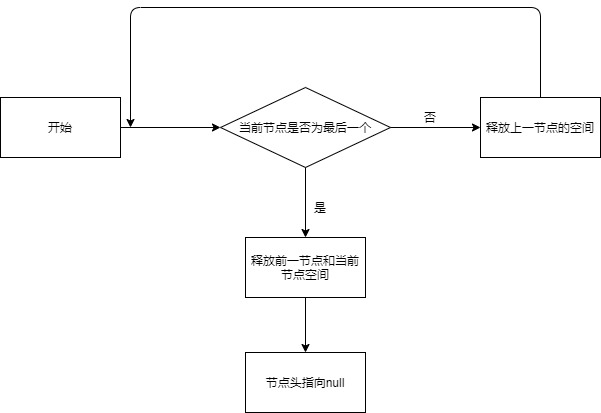 开始
当前节点是否为最后一个
否
释放上一节点的空间
是
释放前一节点和当前
节点空间
节点头指向null